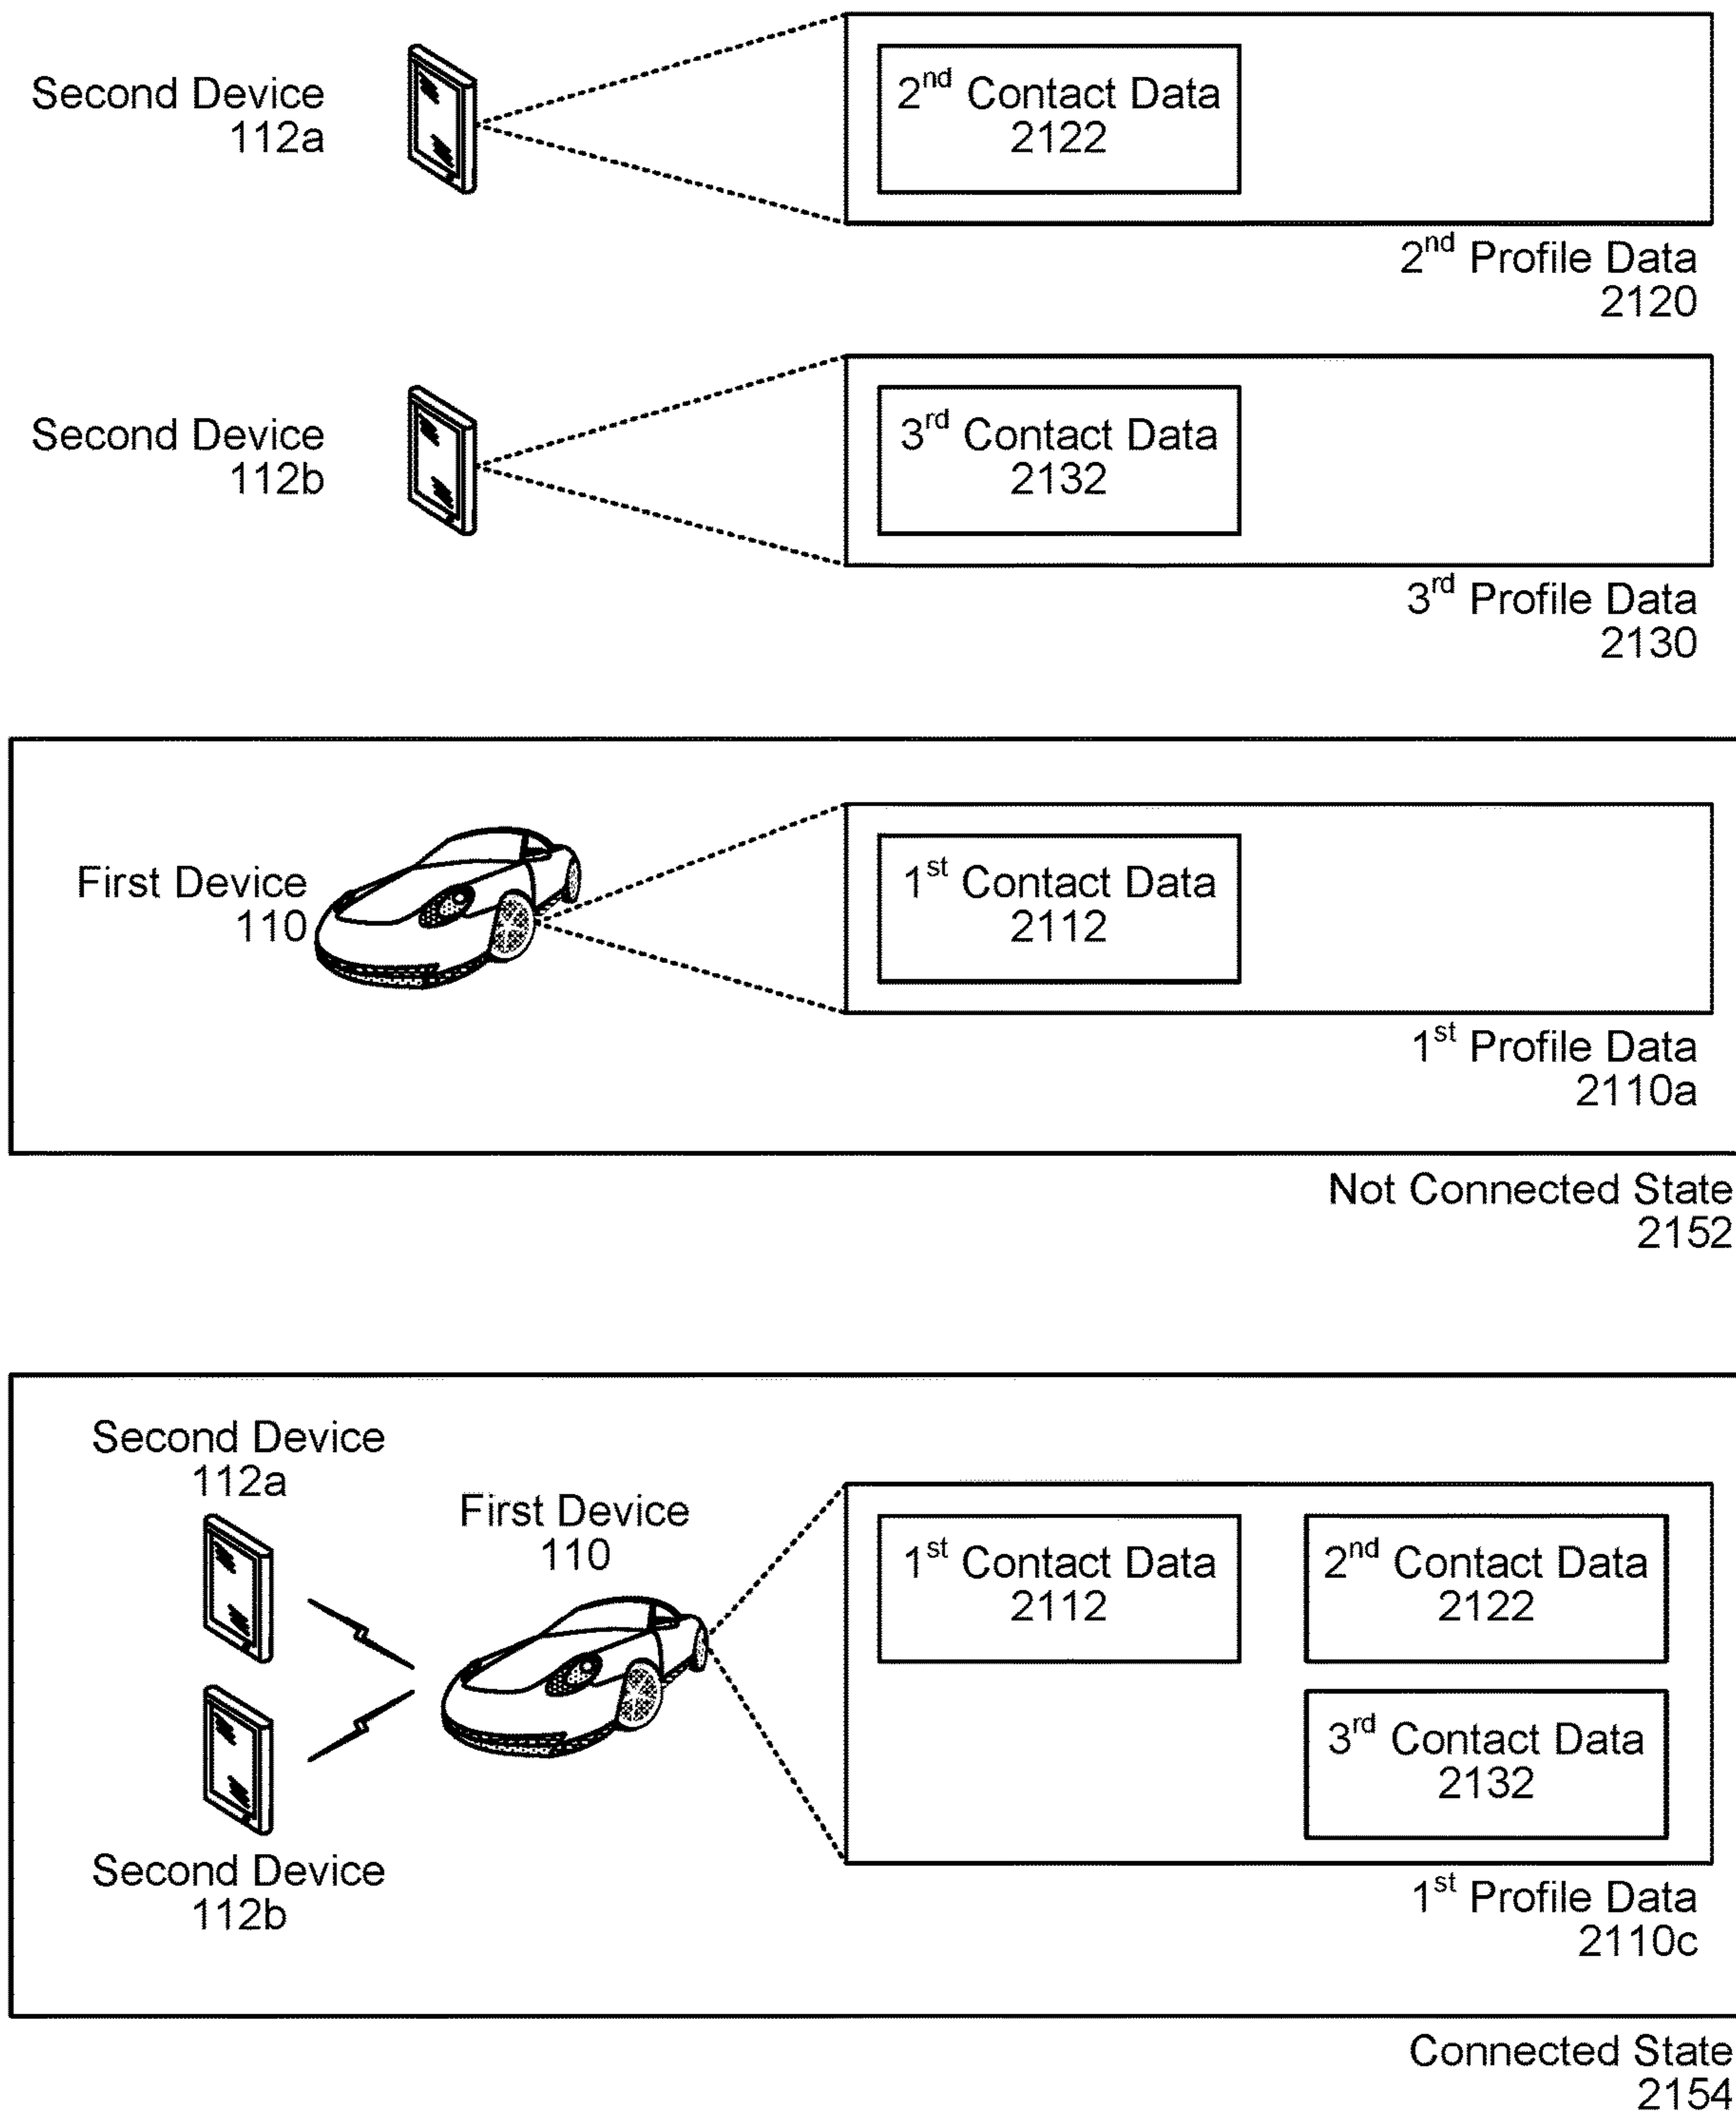 Second Device
112a
2nd Contact Data
2122
2nd Profile Data
2120
Second Device
112b
3rd Contact Data
2132
3rd Profile Data
2130
First Device
110
1st Contact Data
2112
1st Profile Data
2110a
Not Connected State
2152
Second Device
112a
First Device
110
1st Contact Data
2112
2nd Contact Data
2122
3rd Contact Data
2132
Second Device
112b
1st Profile Data
2110c
Connected State
2154